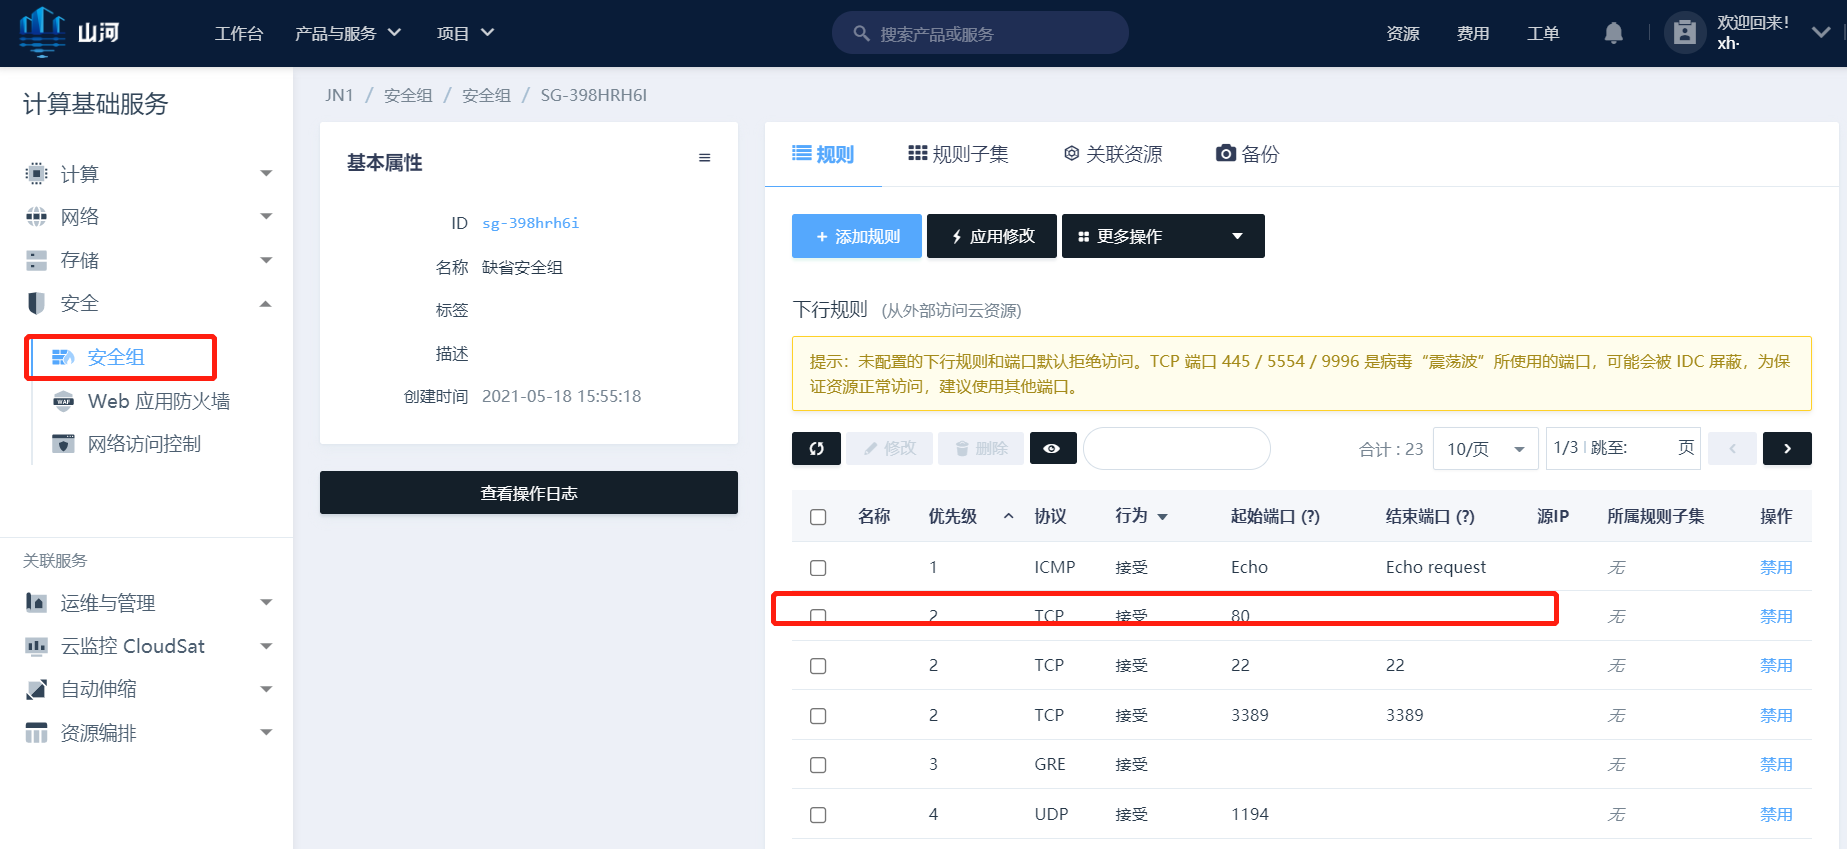 山河
工作台
产品与服务
项目
搜索产品或服务
资源
费用
工单
欢迎回来!
xh·
计算基础服务
计算
网络
存储
安全
安全组
Web 应用防火墙
网络访问控制
关联服务
运维与管理
云监控 CloudSat
自动伸缩
资源编排
JN1 / 安全组 / 安全组 / SG-398HRH6I
基本属性
ID sg-398hrh6i
名称 缺省安全组
标签
描述
创建时间 2021-05-18 15:55:18
查看操作日志
规则
规则子集
关联资源
备份
+ 添加规则
应用修改
更多操作
下行规则 (从外部访问云资源)
提示：未配置的下行规则和端口默认拒绝访问。TCP 端口 445 / 5554 / 9996 是病毒“震荡波”所使用的端口，可能会被 IDC 屏蔽，为保
证资源正常访问，建议使用其他端口。
修改
删除
合计 : 23
10/页
1/3 跳至: 页
名称 优先级 协议 行为 起始端口 (?) 结束端口 (?) 源IP 所属规则子集 操作
1 ICMP 接受 Echo Echo request 无 禁用
2 TCP 接受 80 无 禁用
2 TCP 接受 22 22 无 禁用
2 TCP 接受 3389 3389 无 禁用
3 GRE 接受 无 禁用
4 UDP 接受 1194 无 禁用